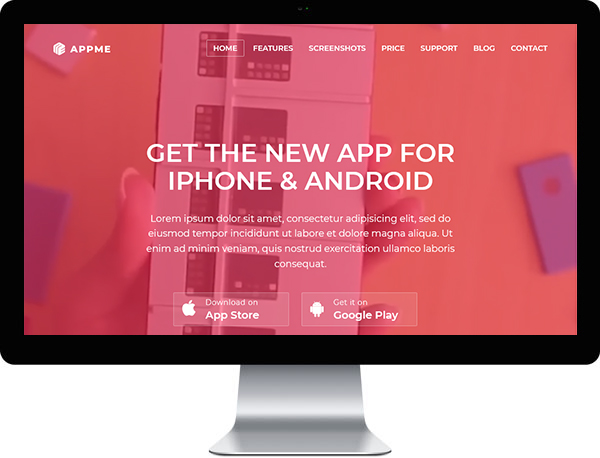 APPME
HOME FEATURES SCREENSHOTS PRICE SUPPORT BLOG CONTACT
GET THE NEW APP FOR
IPHONE & ANDROID
Lorem ipsum dolor sit amet, consectetur adipisicing elit, sed do
eiusmod tempor incididunt ut labore et dolore magna aliqua. Ut
enim ad minim veniam, quis nostrud exercitation ullamco laboris
consequat.
Download on
App Store
Get it on
Google Play